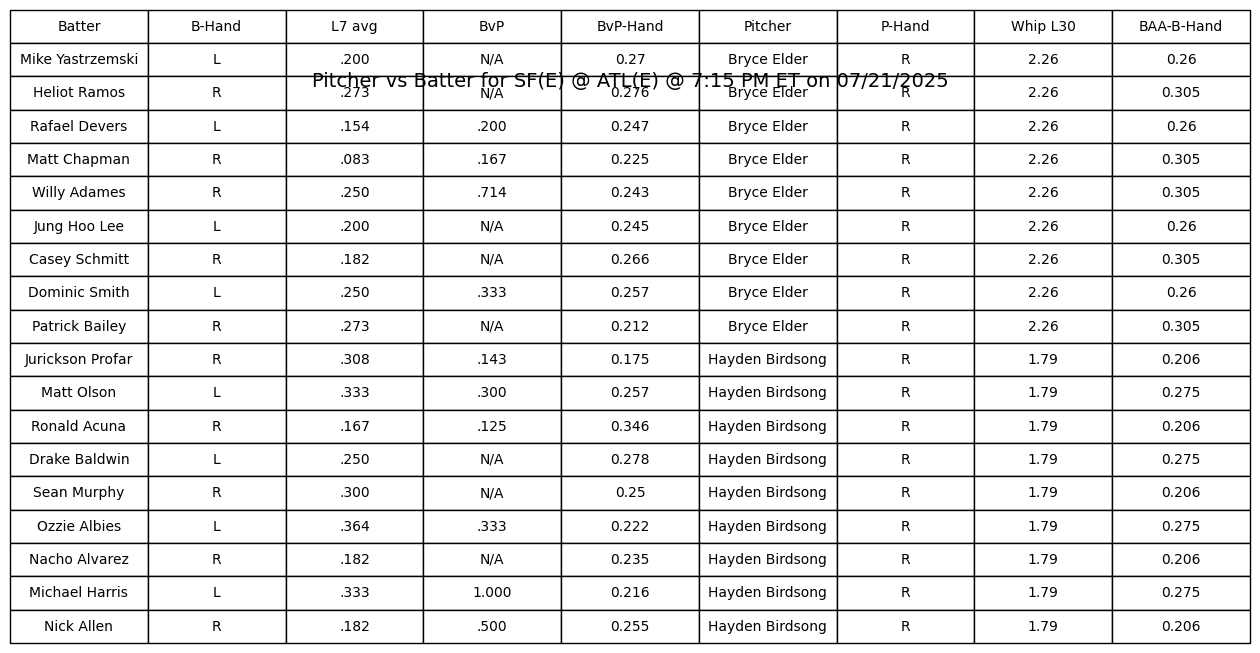 Batter B-Hand L7 avg BvP BvP-Hand Pitcher P-Hand Whip L30 BAA-B-Hand
Mike Yastrzemski L .200 N/A 0.27 Bryce Elder R 2.26 0.26
Pitcher vs Batter for SF(E) @ ATL(E) @ 7:15 PM ET on 07/21/2025
Heliot Ramos R .273 N/A 0.276 Bryce Elder R 2.26 0.305
Rafael Devers L .154 .200 0.247 Bryce Elder R 2.26 0.26
Matt Chapman R .083 .167 0.225 Bryce Elder R 2.26 0.305
Willy Adames R .250 .714 0.243 Bryce Elder R 2.26 0.305
Jung Hoo Lee L .200 N/A 0.245 Bryce Elder R 2.26 0.26
Casey Schmitt R .182 N/A 0.266 Bryce Elder R 2.26 0.305
Dominic Smith L .250 .333 0.257 Bryce Elder R 2.26 0.26
Patrick Bailey R .273 N/A 0.212 Bryce Elder R 2.26 0.305
Jurickson Profar R .308 .143 0.175 Hayden Birdsong R 1.79 0.206
Matt Olson L .333 .300 0.257 Hayden Birdsong R 1.79 0.275
Ronald Acuna R .167 .125 0.346 Hayden Birdsong R 1.79 0.206
Drake Baldwin L .250 N/A 0.278 Hayden Birdsong R 1.79 0.275
Sean Murphy R .300 N/A 0.25 Hayden Birdsong R 1.79 0.206
Ozzie Albies L .364 .333 0.222 Hayden Birdsong R 1.79 0.275
Nacho Alvarez R .182 N/A 0.235 Hayden Birdsong R 1.79 0.206
Michael Harris L .333 1.000 0.216 Hayden Birdsong R 1.79 0.275
Nick Allen R .182 .500 0.255 Hayden Birdsong R 1.79 0.206